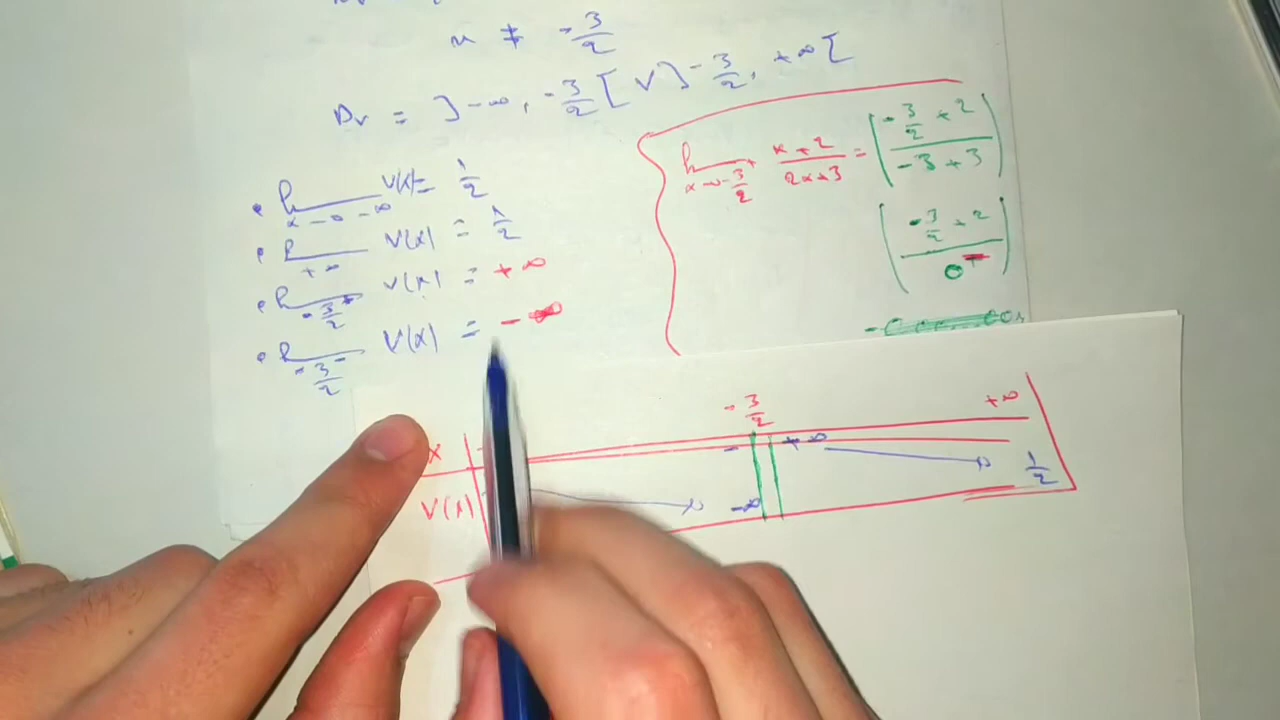 x ≠ -3/2
Dv = ]-∞, -3/2[ V ]-3/2, +∞[
• lim x→-∞ V(x) = 1/2
• lim +∞ V(x) = 1/2
• lim -3/2+ V(x) = +∞
• lim -3/2- V(x) = -∞
lim x→-3/2+ x+2/2x+3 = (-3/2+2/-3+3)
(-3/2+2/0+)
x -3/2 +∞
V(x) -∞ +∞ 1/2